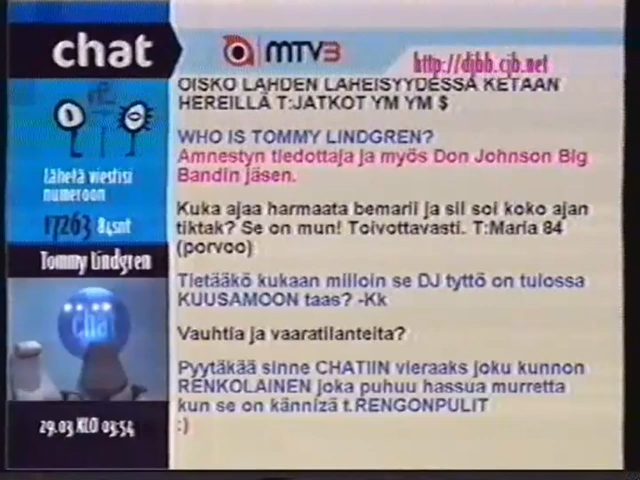 chat
MTV3
http://djbb.cjb.net
OISKO LAHDEN LÄHEISYYDESSÄ KETÄÄN
HEREILLÄ T:JATKOT YM YM $
WHO IS TOMMY LINDGREN?
Amnestyn tiedottaja ja myös Don Johnson Big
Bandin jäsen.
Kuka ajaa harmaata bemarii ja sil soi koko ajan
tiktak? Se on mun! Toivottavasti. T:Maria 84
(porvoo)
Tietääkö kukaan milloin se DJ tyttö on tulossa
KUUSAMOON taas? -Kk
Vauhtia ja vaaratilanteita?
Pyytäkää sinne CHATIIN vieraaks joku kunnon
RENKOLAINEN joka puhuu hassua murretta
kun se on kännizä t.RENGONPULIT
:)
Lähetä viestisi
numeroon
17263 84snt
Tommy Lindgren
chat
29.03 KLO 03:54